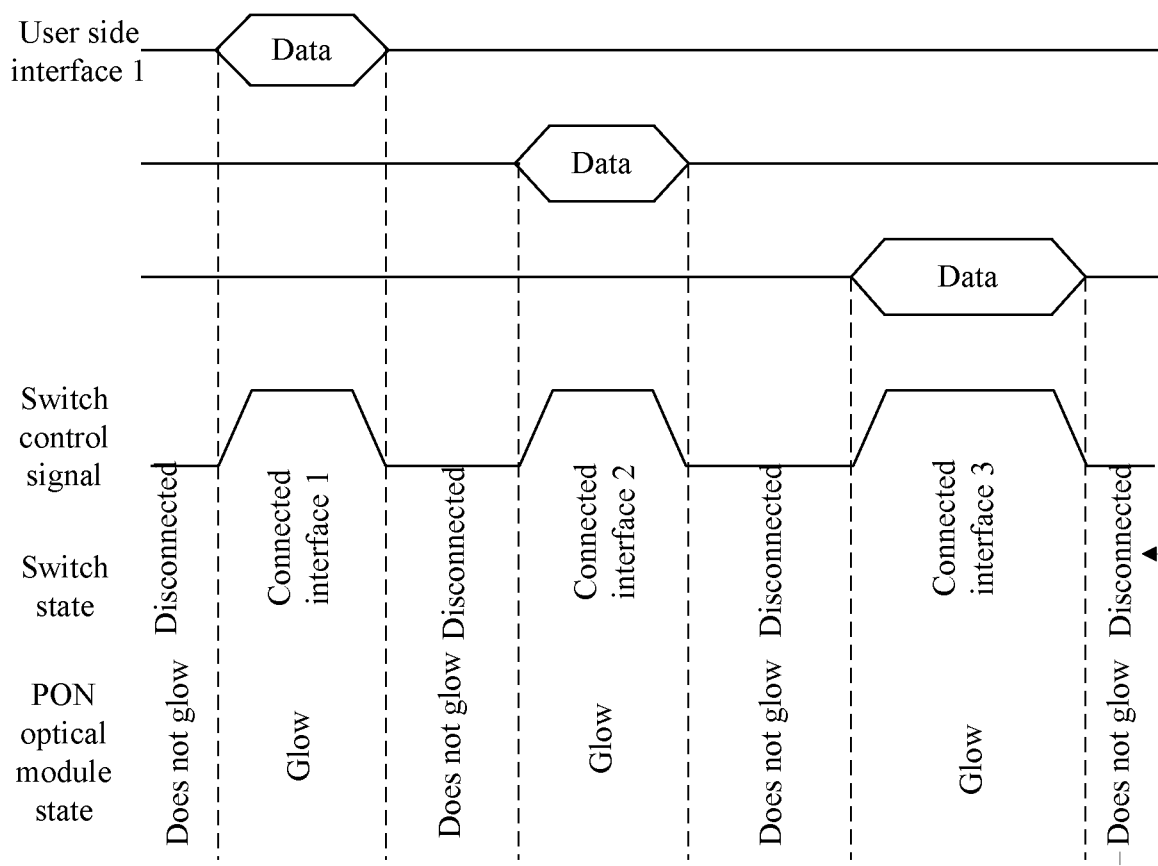 User side
interface 1
Data
Data
Data
Switch
control
signal
Switch
state
Disconnected
Connected
interface 1
Disconnected
Connected
interface 2
Disconnected
Connected
interface 3
Disconnected
PON
optical
module
state
Does not glow
Glow
Does not glow
Glow
Does not glow
Glow
Does not glow